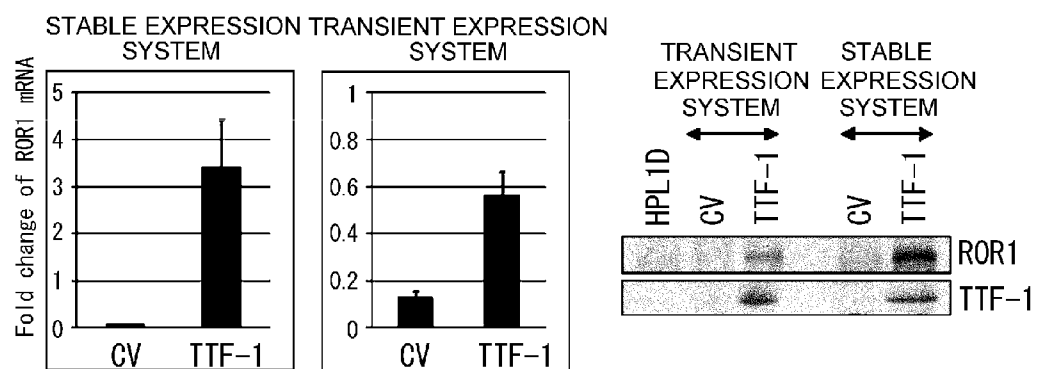 STABLE EXPRESSION SYSTEM
TRANSIENT EXPRESSION SYSTEM
Fold change of ROR1 mRNA
5
4
3
2
1
0
CV TTF-1
1
0.8
0.6
0.4
0.2
0
CV TTF-1
TRANSIENT EXPRESSION SYSTEM
STABLE EXPRESSION SYSTEM
HPL1D
CV
TTF-1
CV
TTF-1
ROR1
TTF-1